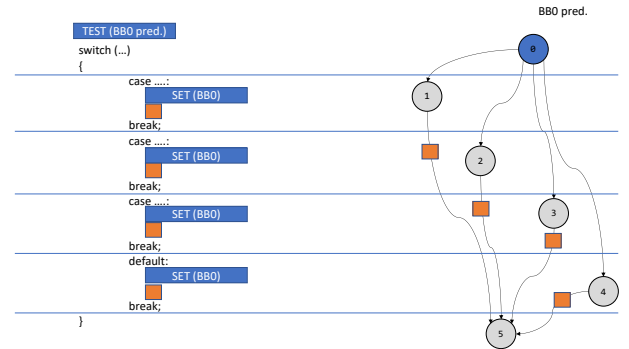 BB0 pred.
TEST (BB0 pred.)
switch (...)
{
case ....:
SET (BB0)
break;
case ....:
SET (BB0)
break;
case ....:
SET (BB0)
break;
default:
SET (BB0)
break;
}
0
1
2
3
4
5